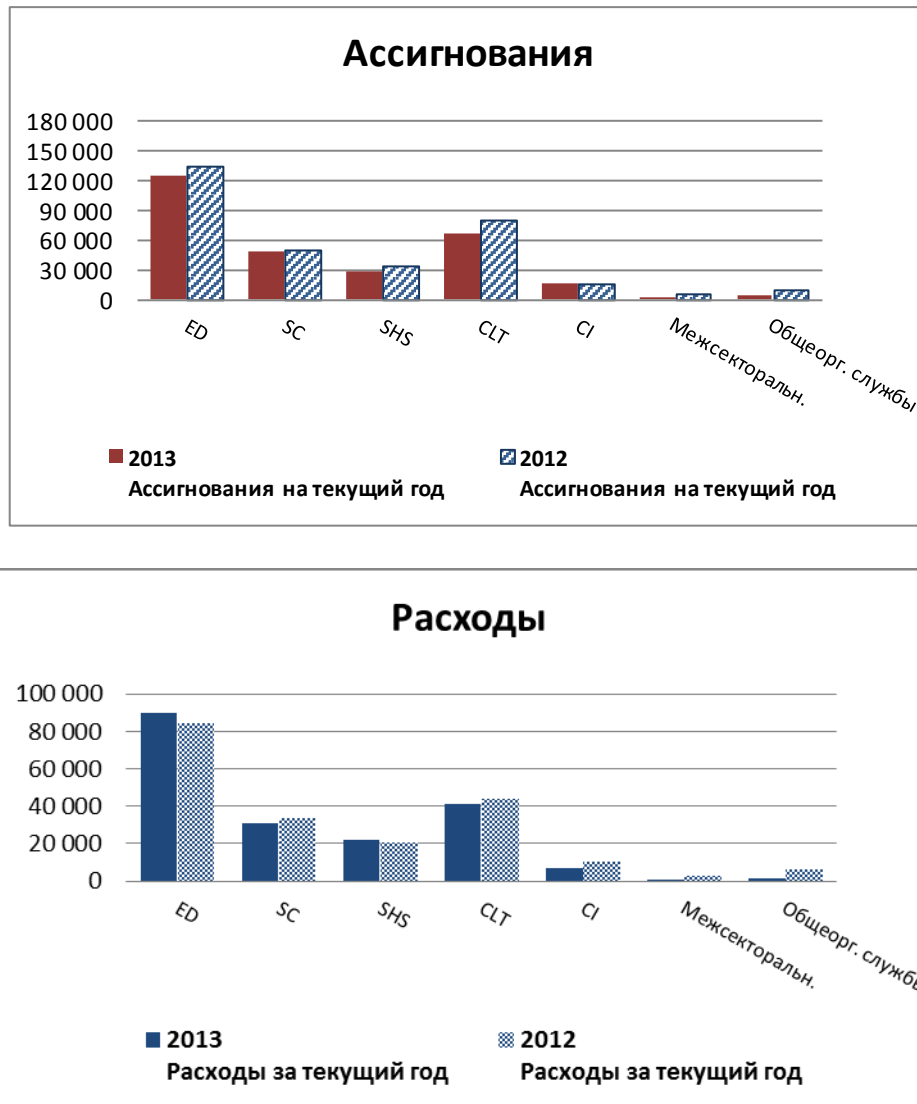 Ассигнования
180 000
150 000
120 000
90 000
60 000
30 000
0
ED
SC
SHS
CLT
CI
Межсекторальн.
Общеорг. службы
2013
Ассигнования на текущий год
2012
Ассигнования на текущий год
Расходы
100 000
80 000
60 000
40 000
20 000
0
ED
SC
SHS
CLT
CI
Межсекторальн.
Общеорг. службы
2013
Расходы за текущий год
2012
Расходы за текущий год